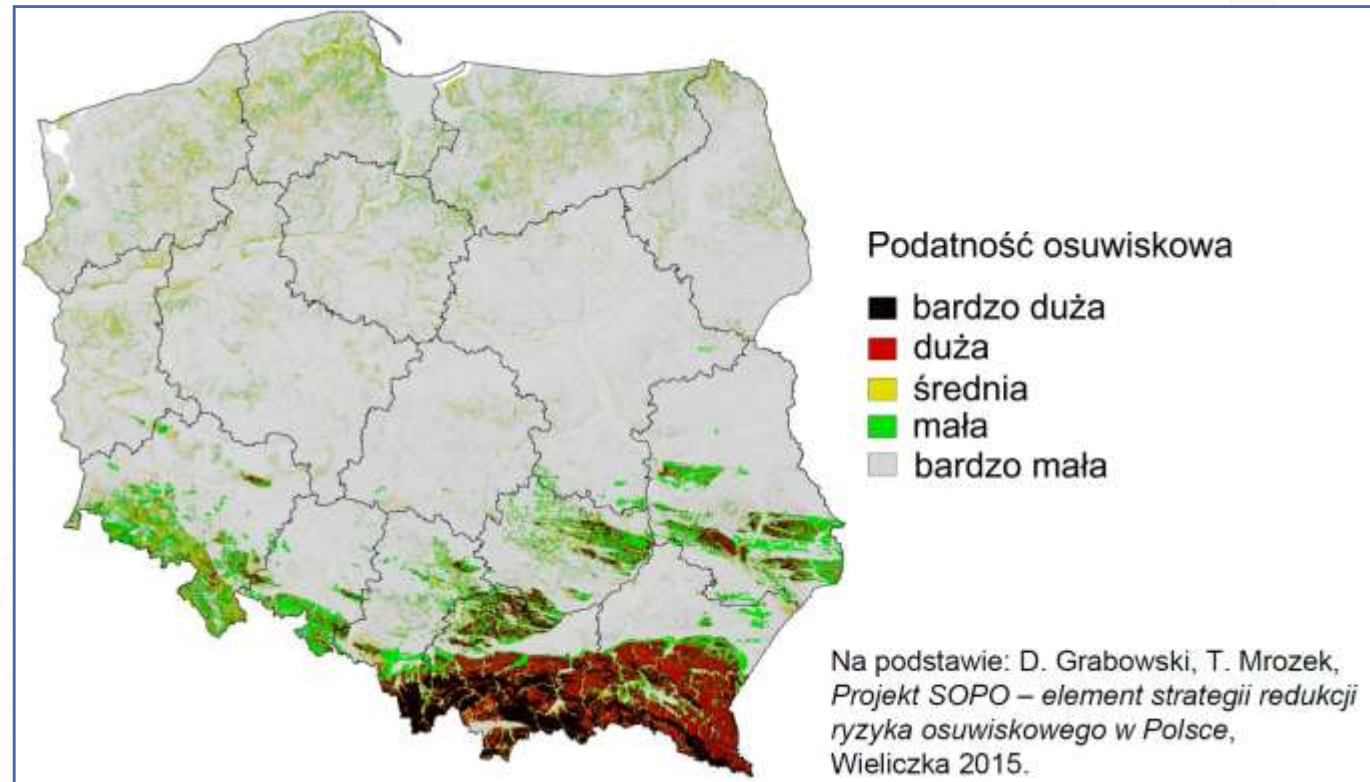 Podatność osuwiskowa
bardzo duża
duża
średnia
mała
bardzo mała
Na podstawie: D. Grabowski, T. Mrozek,
Projekt SOPO – element strategii redukcji
ryzyka osuwiskowego w Polsce,
Wieliczka 2015.